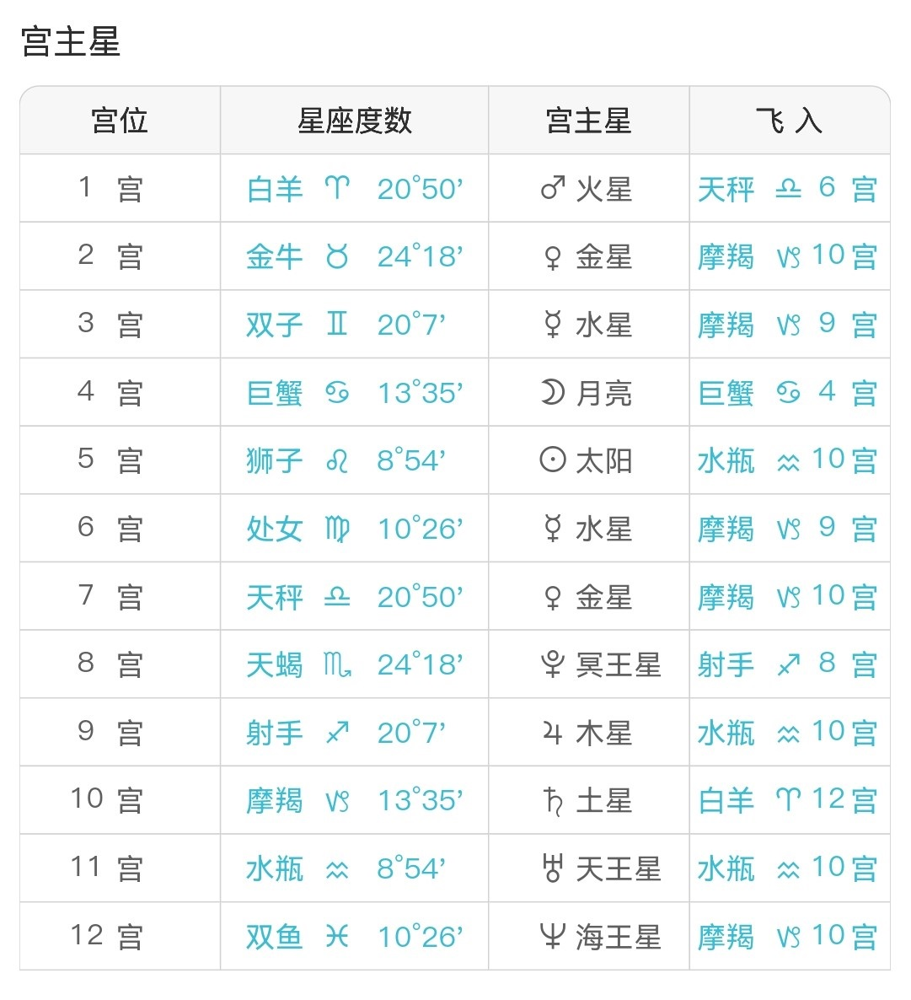 宫主星
宫位 星座度数 宫主星 飞 入
1 宫 白羊 ♈ 20°50’ ♂ 火星 天秤 ♎ 6 宫
2 宫 金牛 ♉ 24°18’ ♀ 金星 摩羯 ♑ 10 宫
3 宫 双子 ♊ 20°7’ ☿ 水星 摩羯 ♑ 9 宫
4 宫 巨蟹 ♋ 13°35’ ☽ 月亮 巨蟹 ♋ 4 宫
5 宫 狮子 ♌ 8°54’ ☉ 太阳 水瓶 ♒ 10 宫
6 宫 处女 ♍ 10°26’ ☿ 水星 摩羯 ♑ 9 宫
7 宫 天秤 ♎ 20°50’ ♀ 金星 摩羯 ♑ 10 宫
8 宫 天蝎 ♏ 24°18’ ⯓ 冥王星 射手 ♐ 8 宫
9 宫 射手 ♐ 20°7’ ♃ 木星 水瓶 ♒ 10 宫
10 宫 摩羯 ♑ 13°35’ ♄ 土星 白羊 ♈ 12 宫
11 宫 水瓶 ♒ 8°54’ ♅ 天王星 水瓶 ♒ 10 宫
12 宫 双鱼 ♓ 10°26’ ♆ 海王星 摩羯 ♑ 10 宫